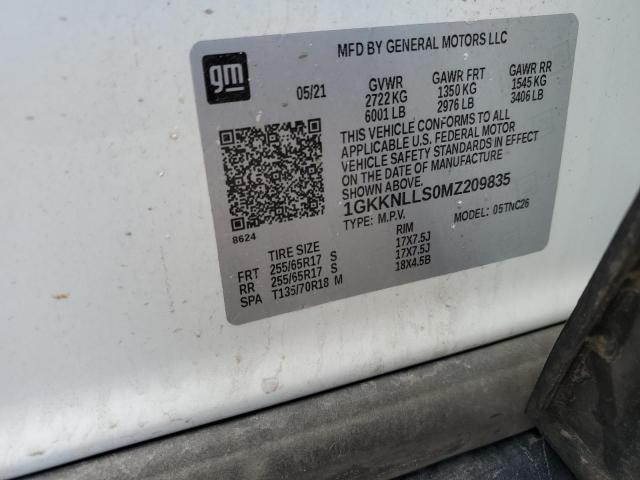 gm
MFD BY GENERAL MOTORS LLC
05/21
GVWR GAWR FRT GAWR RR
2722 KG 1350 KG 1545 KG
6001 LB 2976 LB 3406 LB
THIS VEHICLE CONFORMS TO ALL
APPLICABLE U.S. FEDERAL MOTOR
VEHICLE SAFETY STANDARDS IN EFFECT
ON THE DATE OF MANUFACTURE
SHOWN ABOVE.
1GKKNLLS0MZ209835
TYPE: M.P.V. MODEL: 05TNC26
8624
TIRE SIZE RIM
FRT 255/65R17 S 17X7.5J
RR 255/65R17 S 17X7.5J
SPA T135/70R18 M 18X4.5B